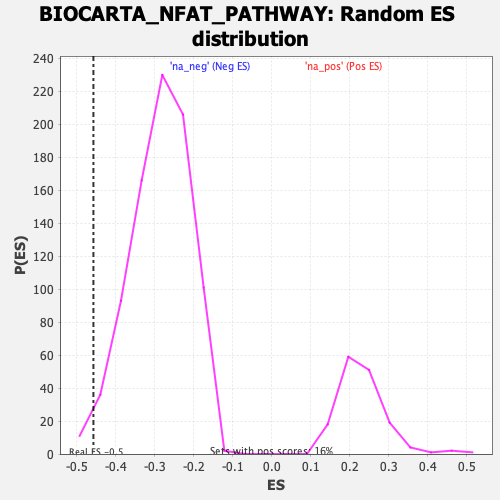 BIOCARTA_NFAT_PATHWAY: Random ES
distribution
'na_neg' (Neg ES)
'na_pos' (Pos ES)
240
220
200
180
160
140
120
100
80
60
40
20
0
P(ES)
Real ES -0.5
Sets with pos scores: 16%
-0.5 -0.4 -0.3 -0.2 -0.1 0.0 0.1 0.2 0.3 0.4 0.5
ES